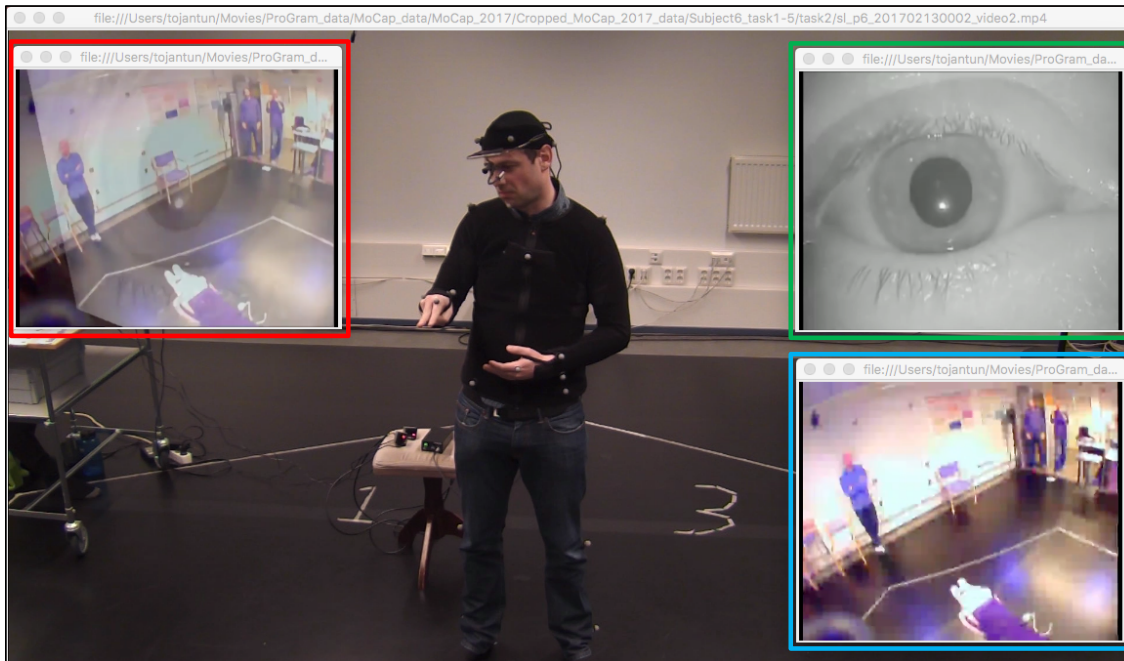 file:///Users/tojantun/Movies/ProGram_data/MoCap_data/MoCap_2017/Cropped_MoCap_2017_data/Subject6_task1-5/task2/sl_p6_201702130002_video2.mp4
file:///Users/tojantun/Movies/ProGram_d...
file:///Users/tojantun/Movies/ProGram_da...
file:///Users/tojantun/Movies/ProGram_da...
1
3